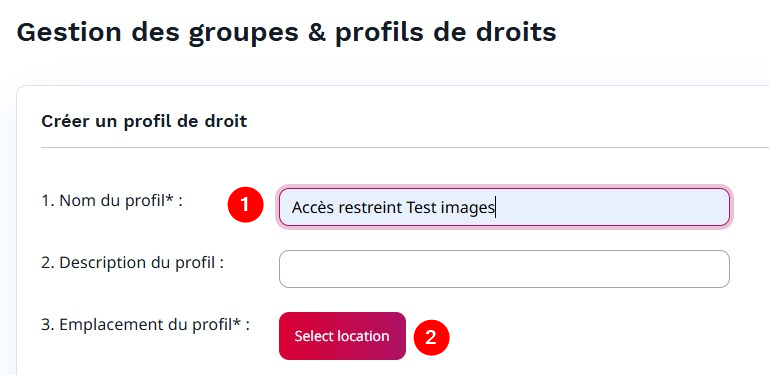 Gestion des groupes & profils de droits
Créer un profil de droit
1. Nom du profil* : 1 Accès restreint Test images
2. Description du profil :
3. Emplacement du profil* : Select location 2